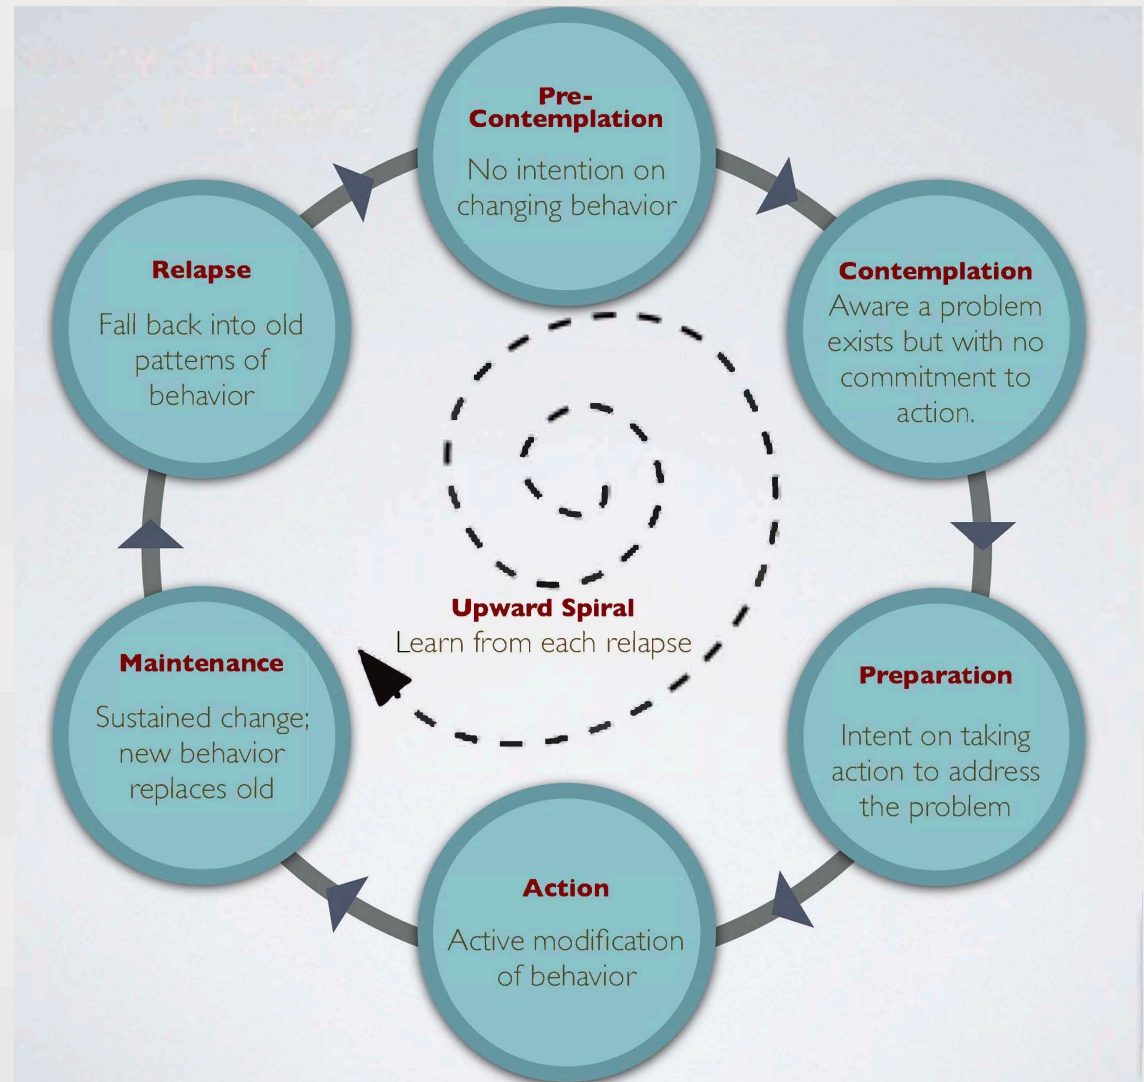 Pre-
Contemplation
No intention on
changing behavior
Contemplation
Aware a problem
exists but with no
commitment to
action.
Preparation
Intent on taking
action to address
the problem
Action
Active modification
of behavior
Maintenance
Sustained change;
new behavior
replaces old
Relapse
Fall back into old
patterns of
behavior
Upward Spiral
Learn from each relapse